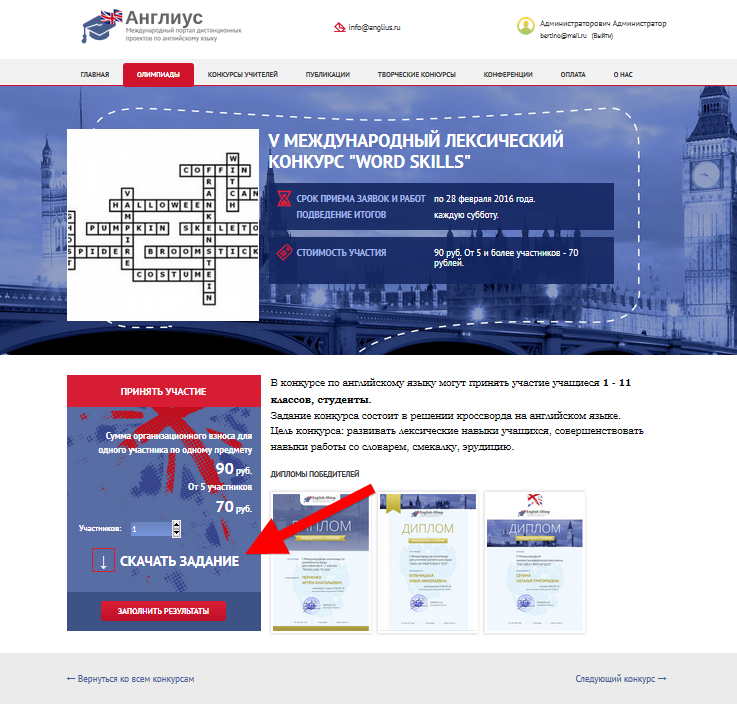 Англиус
Международный портал дистанционных
проектов по английскому языку
info@anglius.ru
Администраторович Администратор
bertino@mail.ru (Выйти)
ГЛАВНАЯ ОЛИМПИАДЫ КОНКУРСЫ УЧИТЕЛЕЙ ПУБЛИКАЦИИ ТВОРЧЕСКИЕ КОНКУРСЫ КОНФЕРЕНЦИИ ОПЛАТА О НАС
V МЕЖДУНАРОДНЫЙ ЛЕКСИЧЕСКИЙ
КОНКУРС "WORD SKILLS"
СРОК ПРИЕМА ЗАЯВОК И РАБОТ по 28 февраля 2016 года.
ПОДВЕДЕНИЕ ИТОГОВ каждую субботу.
СТОИМОСТЬ УЧАСТИЯ 90 руб. От 5 и более участников - 70
рублей.
COFFIN
HALLOWEEN
PUMPKIN SKELETO
SPIDER BROOMSTICK
COSTUME
VAMPIRE
FRANKENSTEIN
WITCH
CAN
ПРИНЯТЬ УЧАСТИЕ
Сумма организационного взноса для
одного участника по одному предмету
90 руб.
От 5 участников
70 руб.
Участников: 1
↓ СКАЧАТЬ ЗАДАНИЕ
ЗАПОЛНИТЬ РЕЗУЛЬТАТЫ
В конкурсе по английскому языку могут принять участие учащиеся 1 - 11
классов, студенты.
Задание конкурса состоит в решении кроссворда на английском языке.
Цель конкурса: развивать лексические навыки учащихся, совершенствовать
навыки работы со словарем, смекалку, эрудицию.
ДИПЛОМЫ ПОБЕДИТЕЛЕЙ
ДИПЛОМ
ДИПЛОМ
ДИПЛОМ
← Вернуться ко всем конкурсам
Следующий конкурс →